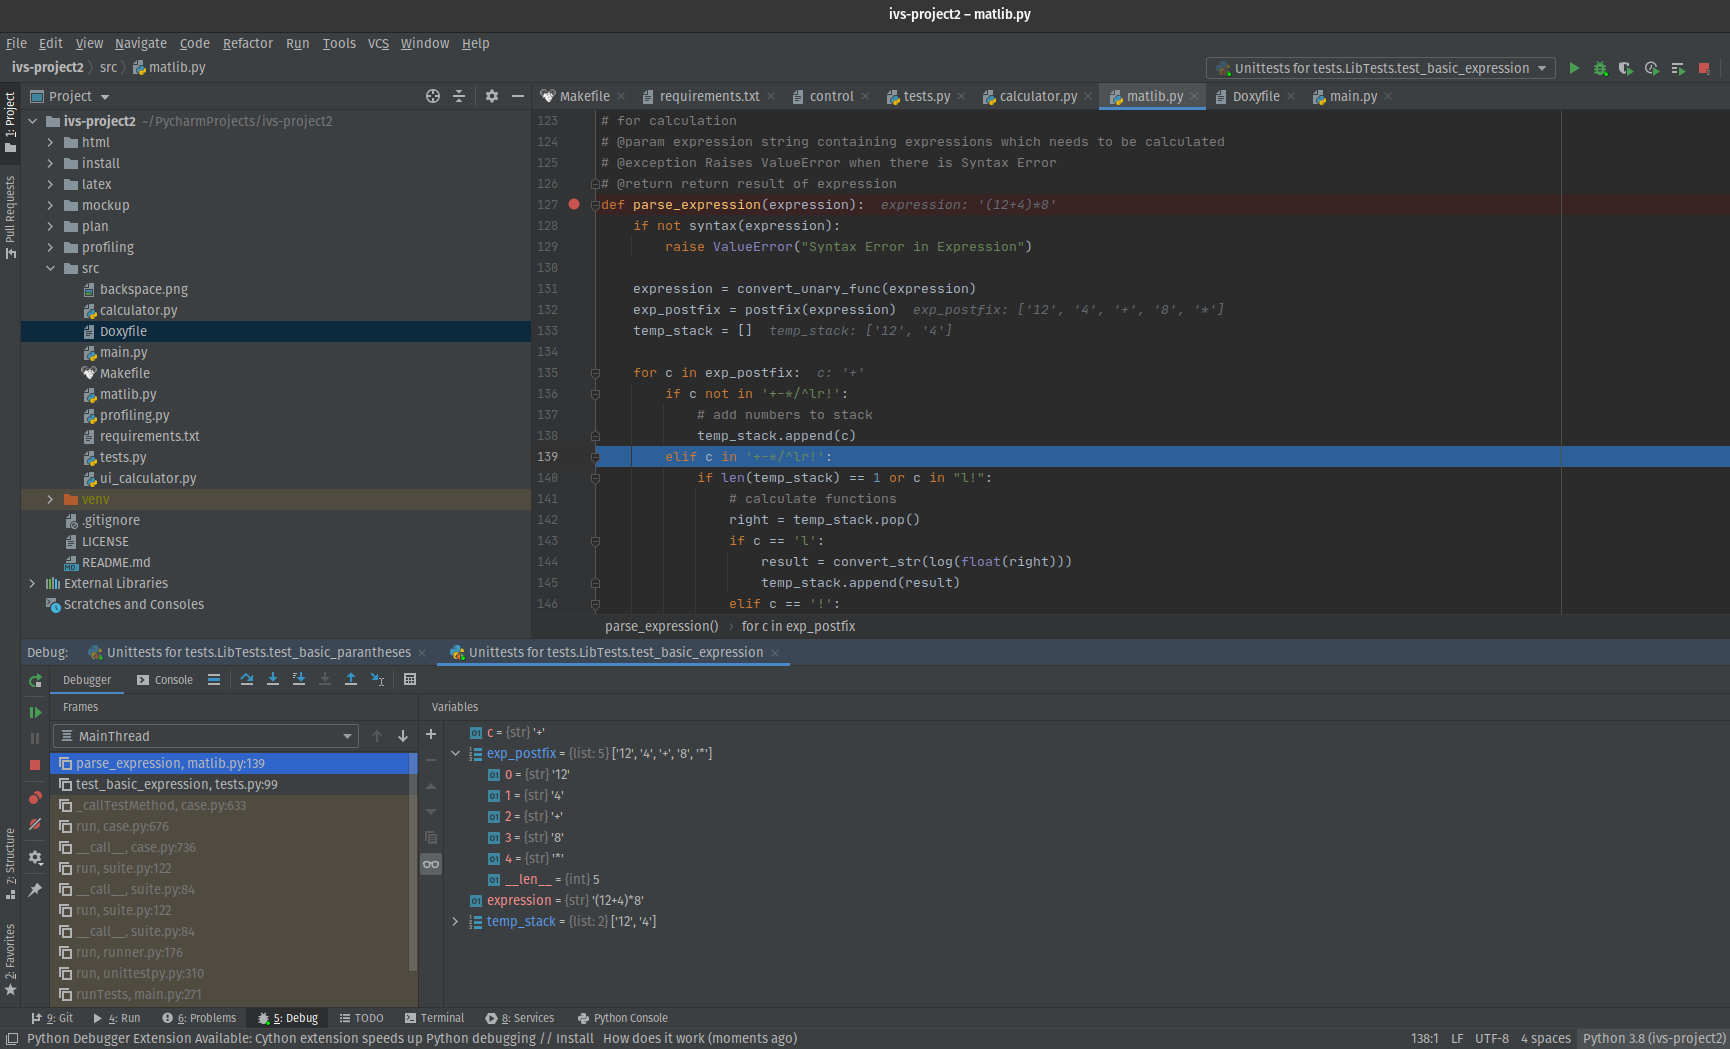 ivs-project2 – matlib.py
File Edit View Navigate Code Refactor Run Tools VCS Window Help
ivs-project2 src matlib.py
Unittests for tests.LibTests.test_basic_expression
1: Project
Pull Requests
7: Structure
2: Favorites
Project
ivs-project2 ~/PycharmProjects/ivs-project2
html
install
latex
mockup
plan
profiling
src
backspace.png
calculator.py
Doxyfile
main.py
Makefile
matlib.py
profiling.py
requirements.txt
tests.py
ui_calculator.py
venv
.gitignore
LICENSE
README.md
External Libraries
Scratches and Consoles
Makefile requirements.txt control tests.py calculator.py matlib.py Doxyfile main.py
123 # for calculation
124 # @param expression string containing expressions which needs to be calculated
125 # @exception Raises ValueError when there is Syntax Error
126 # @return return result of expression
127 def parse_expression(expression): expression: '(12+4)*8'
128 if not syntax(expression):
129 raise ValueError("Syntax Error in Expression")
130
131 expression = convert_unary_func(expression)
132 exp_postfix = postfix(expression) exp_postfix: ['12', '4', '+', '8', '*']
133 temp_stack = [] temp_stack: ['12', '4']
134
135 for c in exp_postfix: c: '+'
136 if c not in '+-*/^lr!':
137 # add numbers to stack
138 temp_stack.append(c)
139 elif c in '+-*/^lr!':
140 if len(temp_stack) == 1 or c in "l!":
141 # calculate functions
142 right = temp_stack.pop()
143 if c == 'l':
144 result = convert_str(log(float(right)))
145 temp_stack.append(result)
146 elif c == '!':
parse_expression() for c in exp_postfix
Debug: Unittests for tests.LibTests.test_basic_parantheses Unittests for tests.LibTests.test_basic_expression
Debugger Console
Frames
MainThread
parse_expression, matlib.py:139
test_basic_expression, tests.py:99
_callTestMethod, case.py:633
run, case.py:676
__call__, case.py:736
run, suite.py:122
__call__, suite.py:84
run, suite.py:122
__call__, suite.py:84
run, runner.py:176
run, unittestpy.py:310
runTests, main.py:271
Variables
c = {str} '+'
exp_postfix = {list: 5} ['12', '4', '+', '8', '*']
0 = {str} '12'
1 = {str} '4'
2 = {str} '+'
3 = {str} '8'
4 = {str} '*'
__len__ = {int} 5
expression = {str} '(12+4)*8'
temp_stack = {list: 2} ['12', '4']
9: Git 4: Run 6: Problems 5: Debug TODO Terminal 8: Services Python Console
Python Debugger Extension Available: Cython extension speeds up Python debugging // Install How does it work (moments ago)
138:1 LF UTF-8 4 spaces Python 3.8 (ivs-project2)